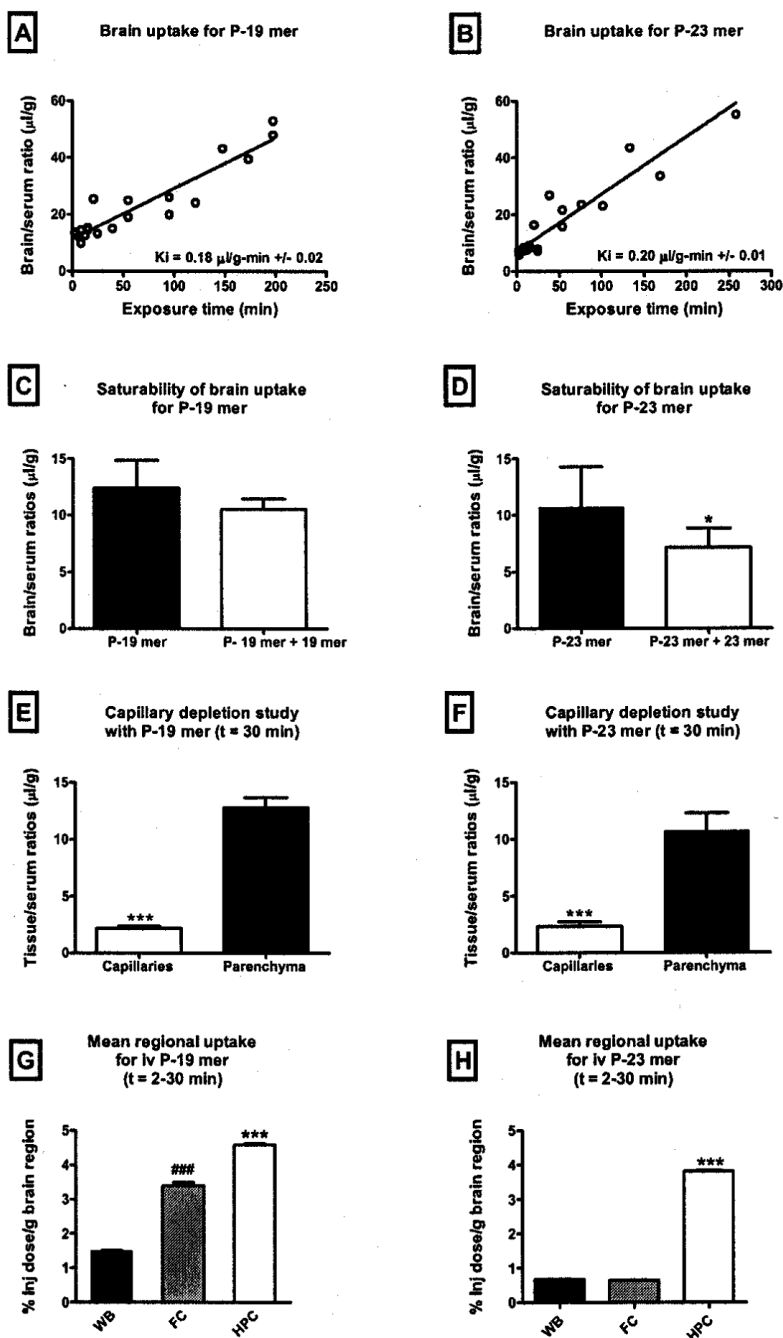 A
Brain uptake for P-19 mer
Brain/serum ratio (µl/g)
60
40
20
0
Ki = 0.18 µl/g-min +/- 0.02
0 50 100 150 200 250
Exposure time (min)
B
Brain uptake for P-23 mer
Brain/serum ratio (µl/g)
60
40
20
0
Ki = 0.20 µl/g-min +/- 0.01
0 50 100 150 200 250 300
Exposure time (min)
C
Saturability of brain uptake
for P-19 mer
Brain/serum ratios (µl/g)
15
10
5
0
P-19 mer
P- 19 mer + 19 mer
D
Saturability of brain uptake
for P-23 mer
Brain/serum ratios (µl/g)
15
10
5
0
*
P-23 mer
P-23 mer + 23 mer
E
Capillary depletion study
with P-19 mer (t = 30 min)
Tissue/serum ratios (µl/g)
15
10
5
0
***
Capillaries
Parenchyma
F
Capillary depletion study
with P-23 mer (t = 30 min)
Tissue/serum ratios (µl/g)
15
10
5
0
***
Capillaries
Parenchyma
G
Mean regional uptake
for iv P-19 mer
(t = 2-30 min)
% Inj dose/g brain region
5
4
3
2
1
0
###
***
WB
FC
HPC
H
Mean regional uptake
for iv P-23 mer
(t = 2-30 min)
% Inj dose/g brain region
5
4
3
2
1
0
***
WB
FC
HPC